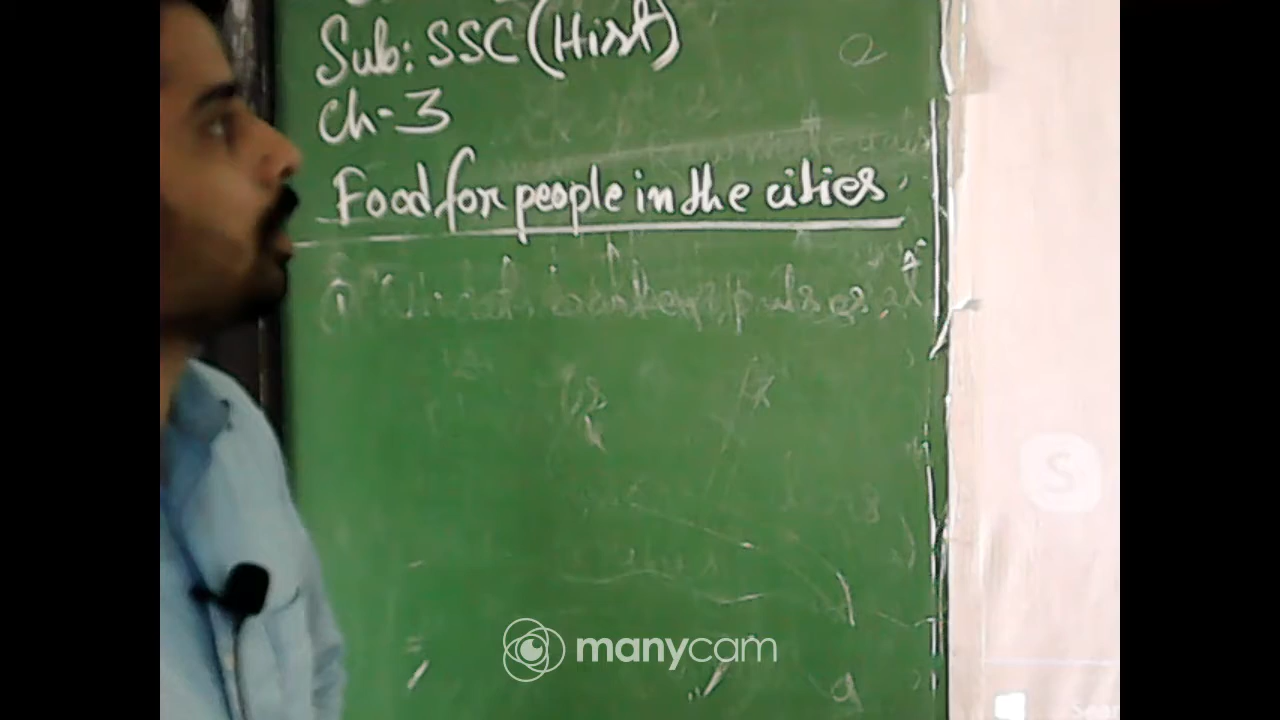 Sub: SSC (Hist)
Ch-3
Food for people in the cities
manycam